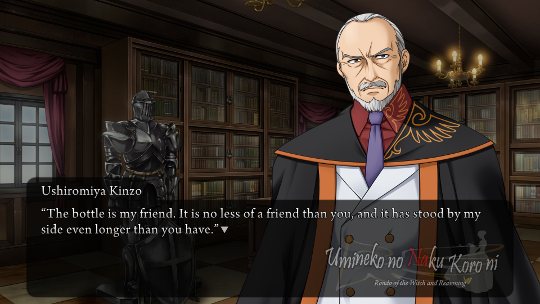 Ushiromiya Kinzo
“The bottle is my friend. It is no less of a friend than you, and it has stood by my
side even longer than you have.”
Umineko no Naku Koro ni
Rondo of the Witch and Reasoning